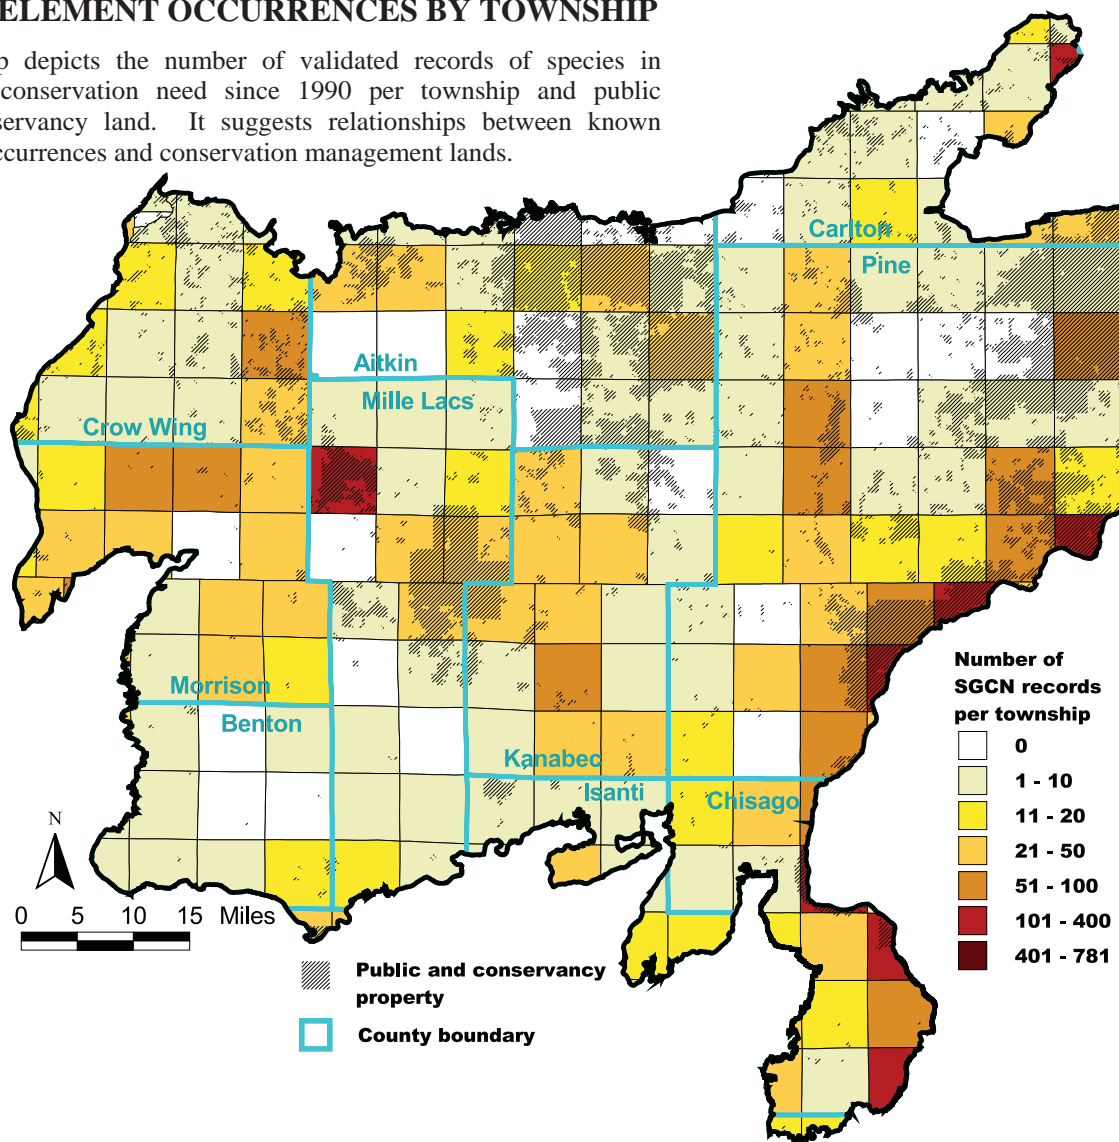 ELEMENT OCCURRENCES BY TOWNSHIP
depicts the number of validated records of species in
conservation need since 1990 per township and public
land. It suggests relationships between known
and conservation management lands.
Carlton
Pine
Aitkin
Mille Lacs
Crow Wing
Morrison
Benton
Kanabec
Isanti
Chisago
Number of
SGCN records
per township
0
1 - 10
11 - 20
21 - 50
51 - 100
101 - 400
401 - 781
N
0 5 10 15 Miles
Public and conservancy
property
County boundary